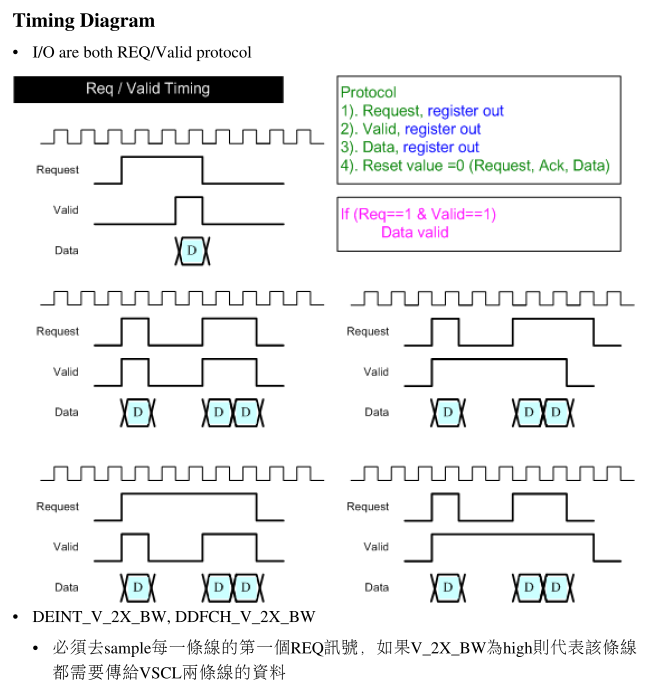 Timing Diagram
• I/O are both REQ/Valid protocol
Req / Valid Timing
Request
Valid
Data
D
Protocol
1). Request, register out
2). Valid, register out
3). Data, register out
4). Reset value =0 (Request, Ack, Data)
If (Req==1 & Valid==1)
Data valid
Request
Valid
Data
D D D
Request
Valid
Data
D D D
Request
Valid
Data
D D D
Request
Valid
Data
D D D
• DEINT_V_2X_BW, DDFCH_V_2X_BW
• 必須去sample每一條線的第一個REQ訊號，如果V_2X_BW為high則代表該條線
都需要傳給VSCL兩條線的資料